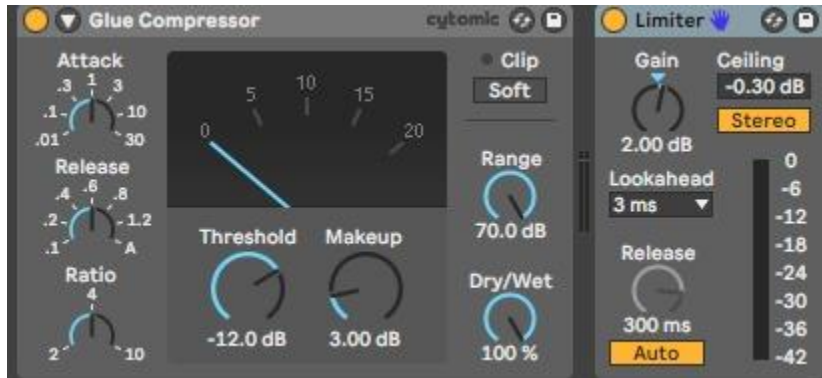 Glue Compressor cytomic
Attack
.01 .1 .3 1 3 10 30
Release
.1 .2 .4 .6 .8 1.2 A
Ratio
2 4 10
0 5 10 15 20
Threshold
-12.0 dB
Makeup
3.00 dB
Clip
Soft
Range
70.0 dB
Dry/Wet
100 %
Limiter
Gain
2.00 dB
Lookahead
3 ms
Release
300 ms
Auto
Ceiling
-0.30 dB
Stereo
0
-6
-12
-18
-24
-30
-36
-42